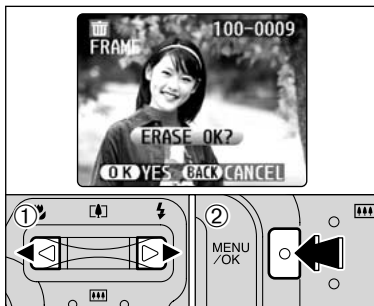 100-0009
FRAME
ERASE OK?
OK YES BACK CANCEL
① ②
MENU
/OK